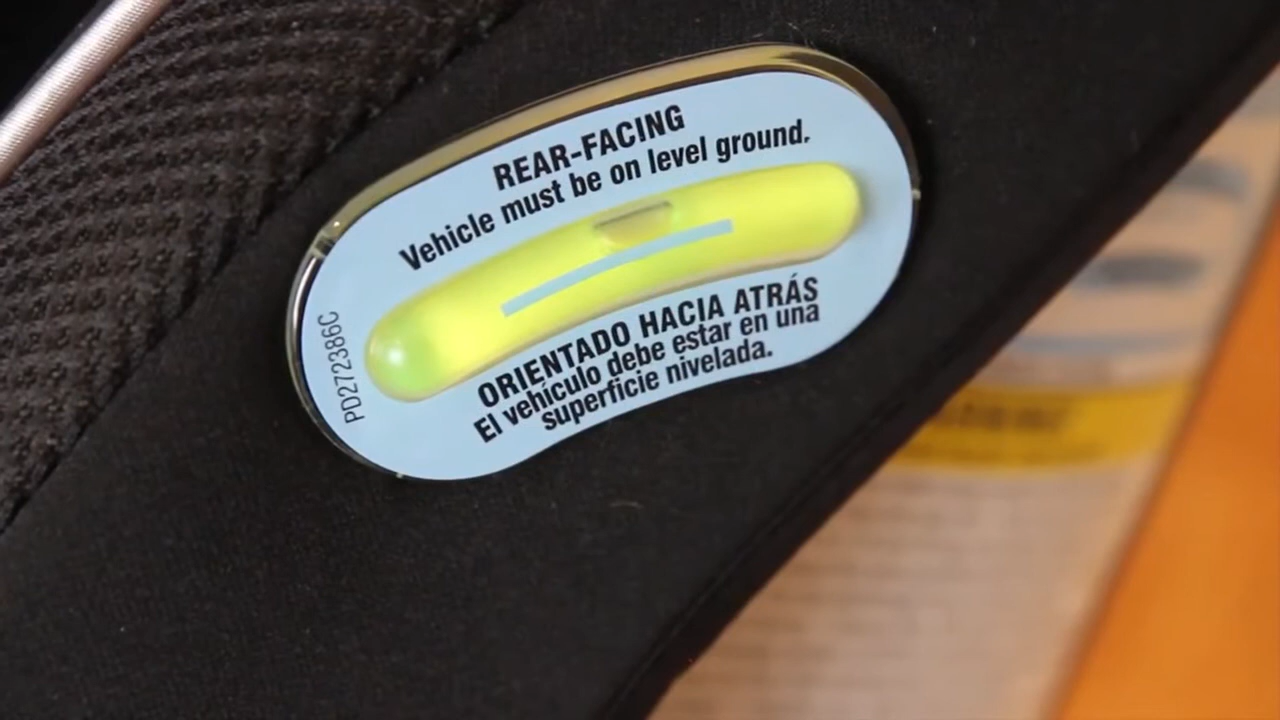 REAR-FACING
Vehicle must be on level ground.
ORIENTADO HACIA ATRÁS
El vehículo debe estar en una
superficie nivelada.
PD272386C